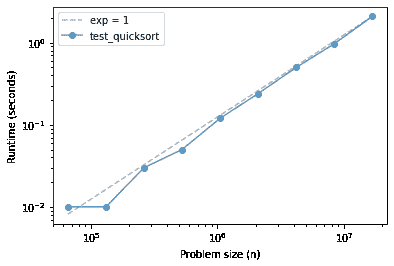 exp = 1
test_quicksort
Runtime (seconds)
10⁰
10⁻¹
10⁻²
10⁵
10⁶
10⁷
Problem size (n)